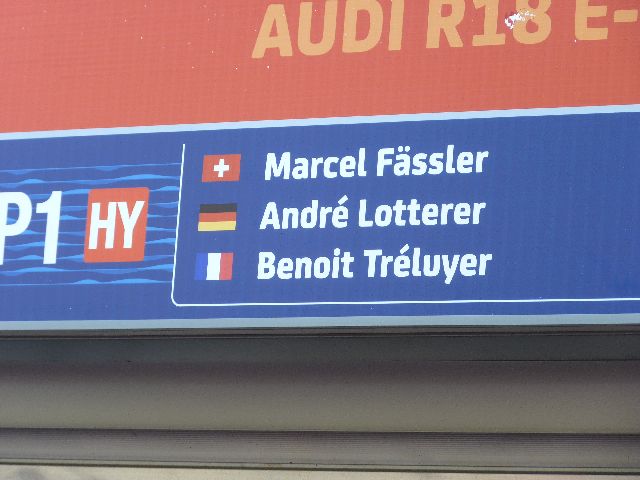 AUDI R18 E-
P1 HY
Marcel Fässler
André Lotterer
Benoit Tréluyer